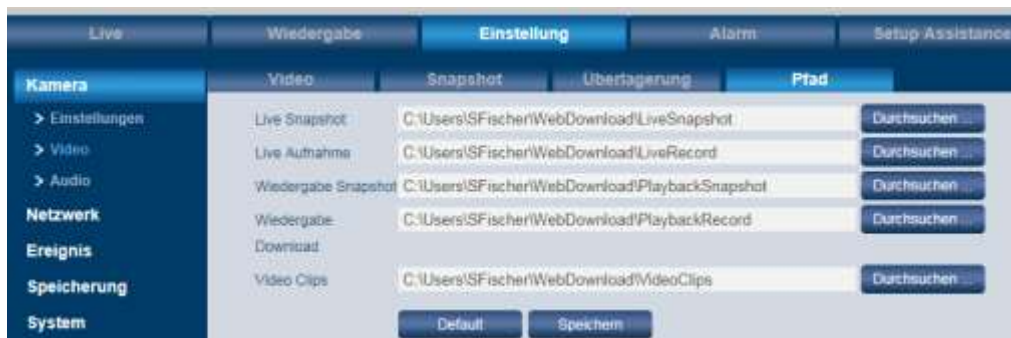 Live Wiedergabe Einstellung Alarm Setup Assistance
Kamera Video Snapshot Überlagerung Pfad
> Einstellungen Live Snapshot C:\Users\SFischer\WebDownload\LiveSnapshot Durchsuchen ...
> Video Live Aufnahme C:\Users\SFischer\WebDownload\LiveRecord Durchsuchen ...
> Audio Wiedergabe Snapshot C:\Users\SFischer\WebDownload\PlaybackSnapshot Durchsuchen ...
Netzwerk Wiedergabe C:\Users\SFischer\WebDownload\PlaybackRecord Durchsuchen ...
Ereignis Download
Speicherung Video Clips C:\Users\SFischer\WebDownload\VideoClips Durchsuchen ...
System Default Speichern